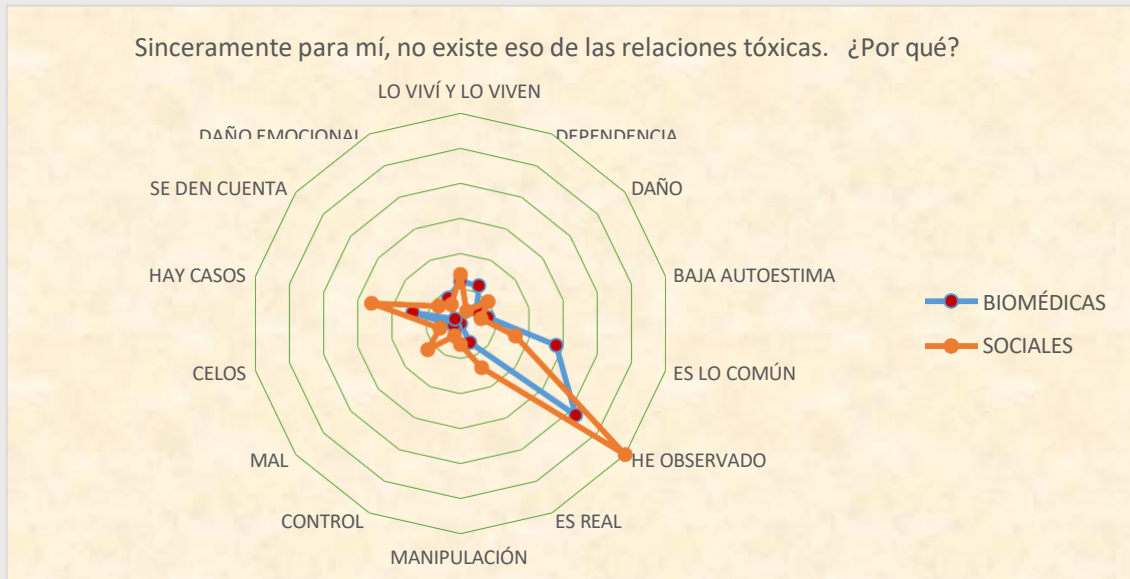 Sinceramente para mí, no existe eso de las relaciones tóxicas. ¿Por qué?
LO VIVÍ Y LO VIVEN
DAÑO EMOCIONAL
DEPENDENCIA
SE DEN CUENTA
DAÑO
HAY CASOS
BAJA AUTOESTIMA
BIOMÉDICAS
SOCIALES
CELOS
ES LO COMÚN
MAL
HE OBSERVADO
CONTROL
ES REAL
MANIPULACIÓN